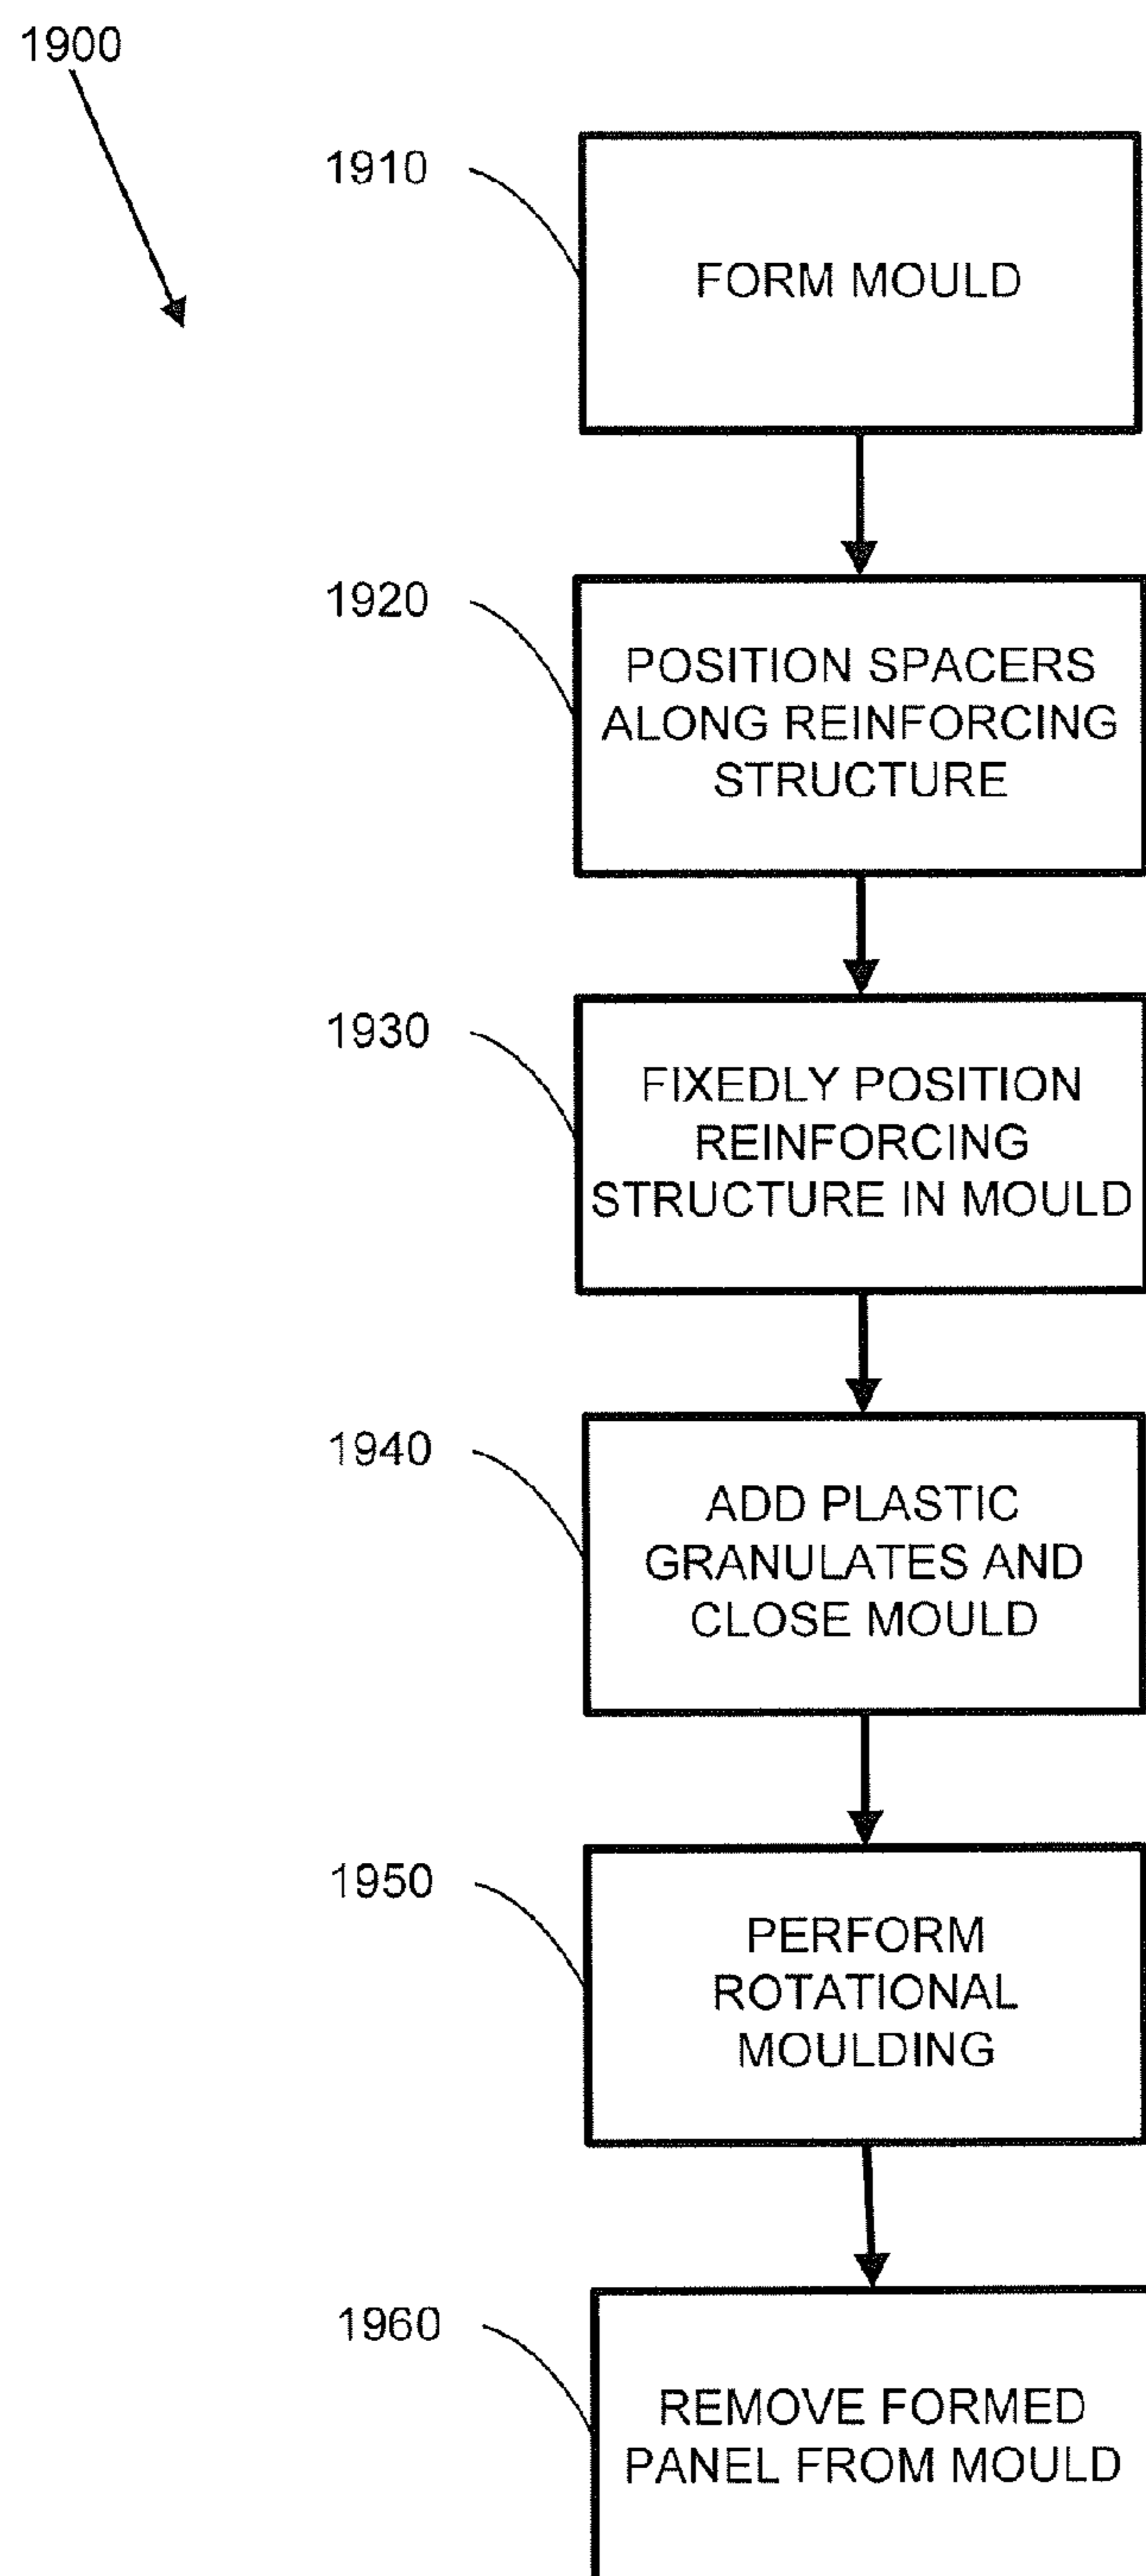 1900
1910
FORM MOULD
1920
POSITION SPACERS
ALONG REINFORCING
STRUCTURE
1930
FIXEDLY POSITION
REINFORCING
STRUCTURE IN MOULD
1940
ADD PLASTIC
GRANULATES AND
CLOSE MOULD
1950
PERFORM
ROTATIONAL
MOULDING
1960
REMOVE FORMED
PANEL FROM MOULD